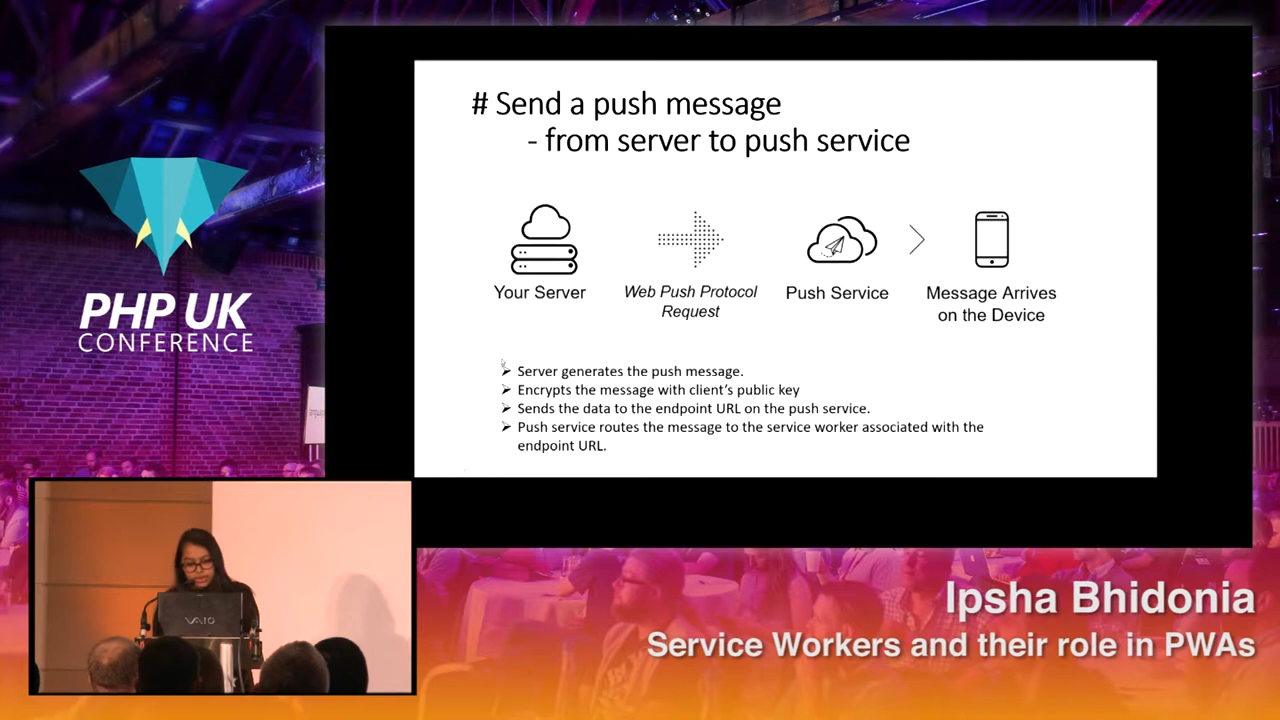 # Send a push message
- from server to push service
Your Server
Web Push Protocol
Request
Push Service
Message Arrives
on the Device
➢ Server generates the push message.
➢ Encrypts the message with client's public key
➢ Sends the data to the endpoint URL on the push service.
➢ Push service routes the message to the service worker associated with the
endpoint URL.
PHP UK
CONFERENCE
VAIO
Ipsha Bhidonia
Service Workers and their role in PWAs